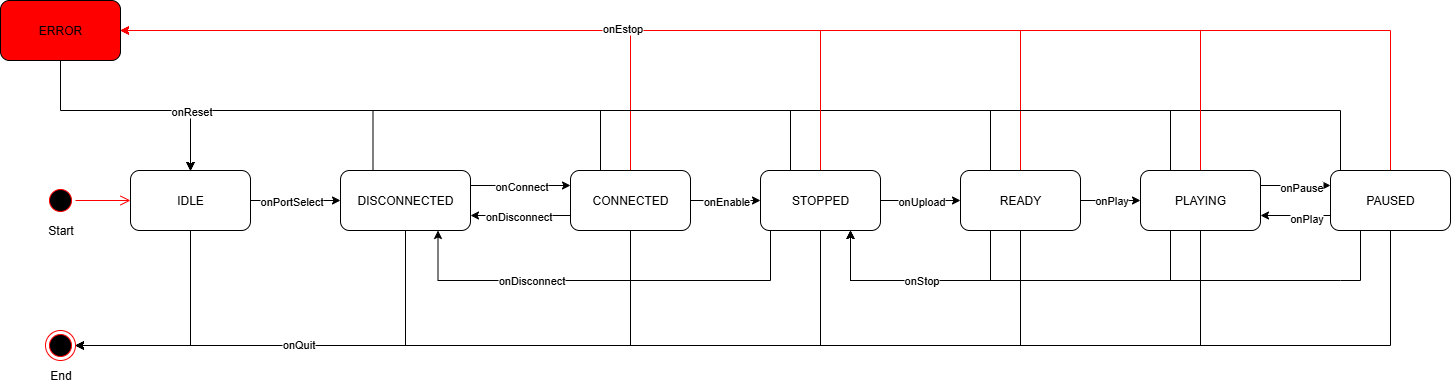 ERROR
onEstop
onReset
IDLE
onPortSelect
DISCONNECTED
onConnect
onDisconnect
CONNECTED
onEnable
STOPPED
onUpload
READY
onPlay
PLAYING
onPause
onPlay
PAUSED
Start
onDisconnect
onStop
onQuit
End